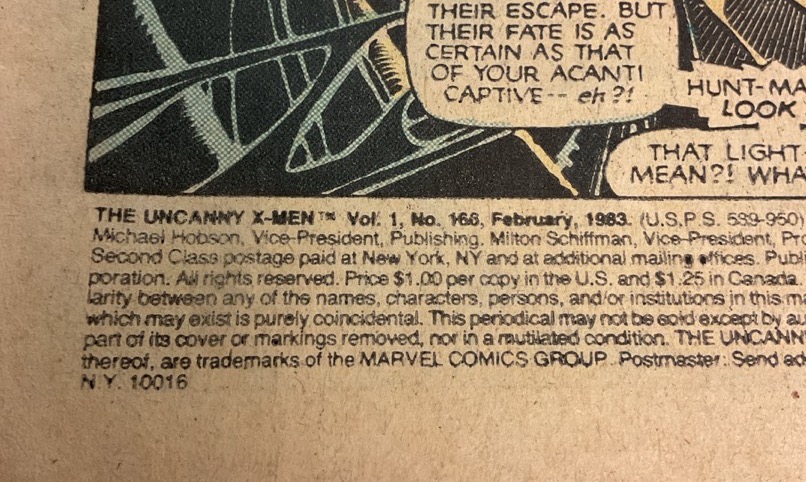 THEIR ESCAPE. BUT
THEIR FATE IS AS
CERTAIN AS THAT
OF YOUR ACANTI
CAPTIVE-- eh?!
HUNT-MA
LOOK
THAT LIGHT-
MEAN?! WHA
THE UNCANNY X-MEN™ Vol. 1, No. 166, February, 1983. (U.S.P.S. 539-950)
Michael Hobson, Vice-President, Publishing. Milton Schiffman, Vice-President, Pro
Second Class postage paid at New York, NY and at additional mailing offices. Publi
poration. All rights reserved. Price $1.00 per copy in the U.S. and $1.25 in Canada.
larity between any of the names, characters, persons, and/or institutions in this ma
which may exist is purely coincidental. This periodical may not be sold except by au
part of its cover or markings removed, nor in a mutilated condition. THE UNCANN
thereof, are trademarks of the MARVEL COMICS GROUP. Postmaster: Send ad
N.Y. 10016